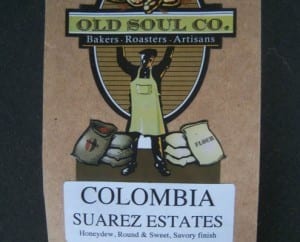 OLD SOUL CO.
Bakers · Roasters · Artisans
FLOUR
COLOMBIA
SUAREZ ESTATES
Honeydew, Round & Sweet, Savory finish